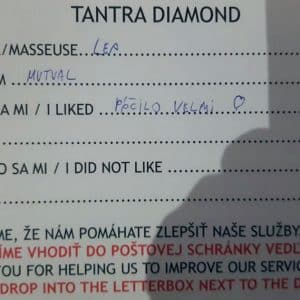 TANTRA DIAMOND
/MASSEUSE Lea
M MUTUAL
A MI / I LIKED PÁČILO VELMI
O SA MI / I DID NOT LIKE
ME, ŽE NÁM POMÁHATE ZLEPŠIŤ NAŠE SLUŽBY
ÍME VHODIŤ DO POŠTOVEJ SCHRÁNKY VEDĽ
YOU FOR HELPING US TO IMPROVE OUR SERVI
DROP INTO THE LETTERBOX NEXT TO THE D